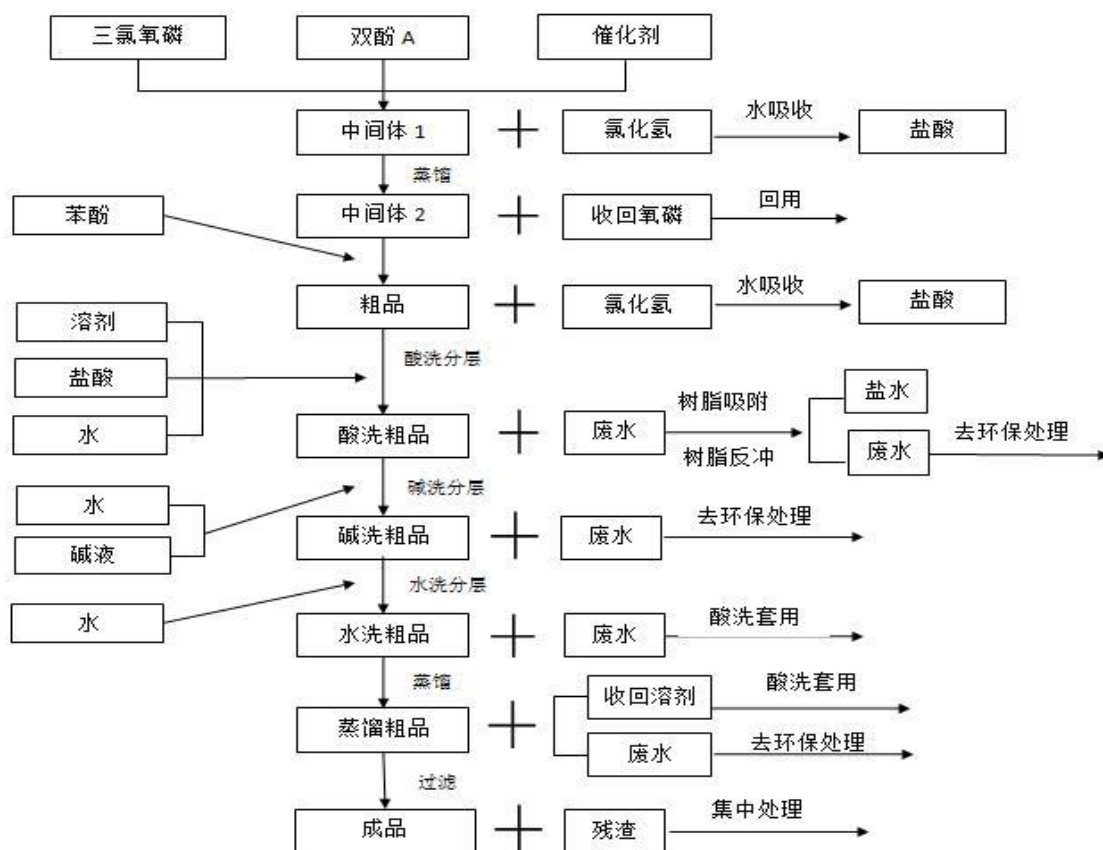 三氯氧磷
双酚 A
催化剂
中间体 1
氯化氢
水吸收
盐酸
蒸馏
苯酚
中间体 2
收回氧磷
回用
粗品
氯化氢
水吸收
盐酸
溶剂
盐酸
水
酸洗分层
酸洗粗品
废水
树脂吸附
树脂反冲
盐水
废水
去环保处理
水
碱液
碱洗分层
碱洗粗品
废水
去环保处理
水
水洗分层
水洗粗品
废水
酸洗套用
蒸馏
蒸馏粗品
收回溶剂
酸洗套用
废水
去环保处理
过滤
成品
残渣
集中处理